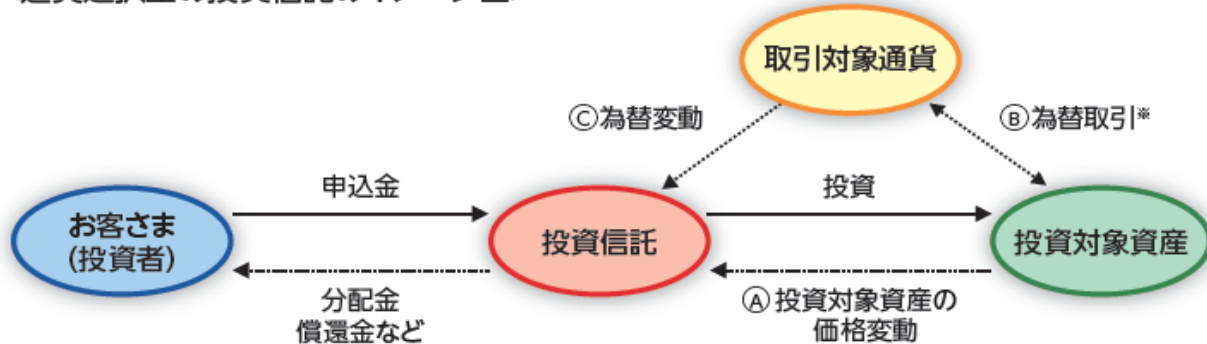 取引対象通貨
Ⓒ為替変動
Ⓑ為替取引※
申込金
投資
お客さま
(投資者)
投資信託
投資対象資産
分配金
償還金など
Ⓐ投資対象資産の
価格変動